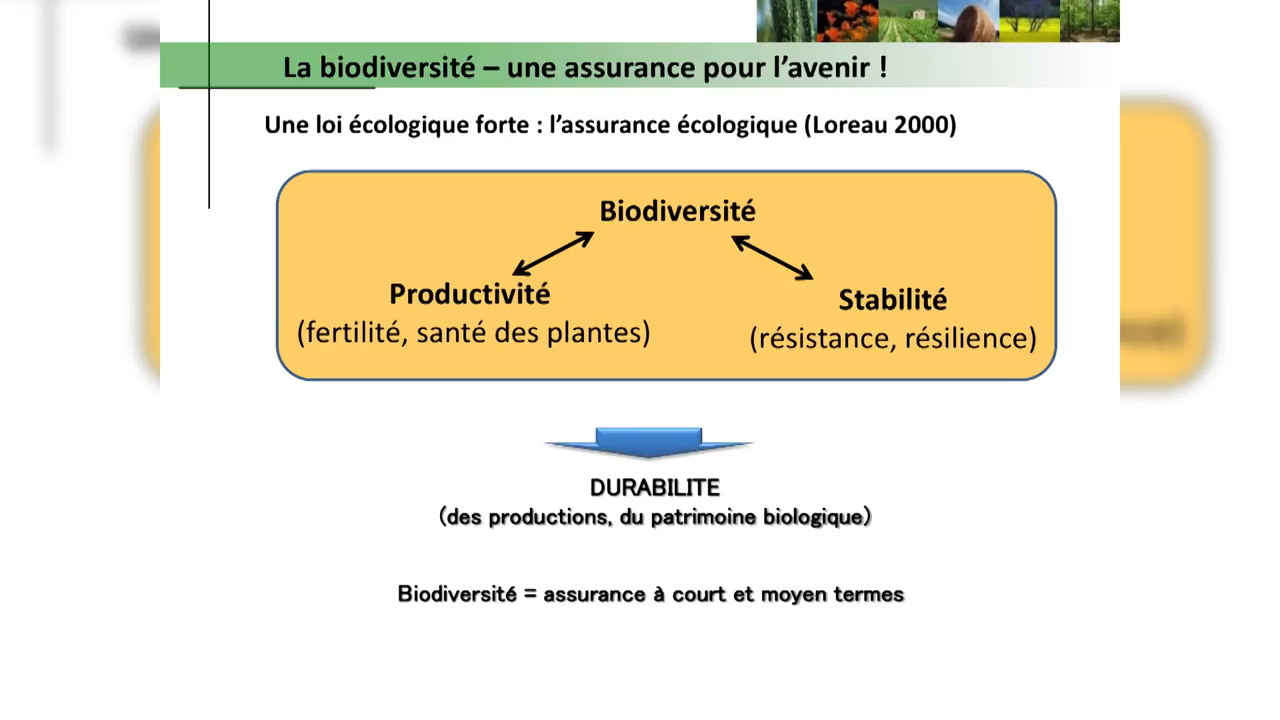 La biodiversité – une assurance pour l’avenir !
Une loi écologique forte : l’assurance écologique (Loreau 2000)
Biodiversité
Productivité
(fertilité, santé des plantes)
Stabilité
(résistance, résilience)
DURABILITE
(des productions, du patrimoine biologique)
Biodiversité = assurance à court et moyen termes